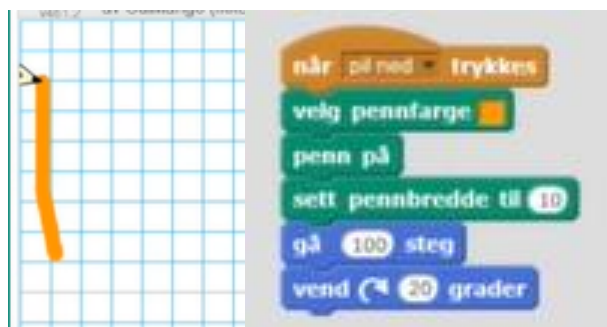 når pil ned trykkes
velg pennfarge
penn på
sett pennbredde til 10
gå 100 steg
vend 20 grader